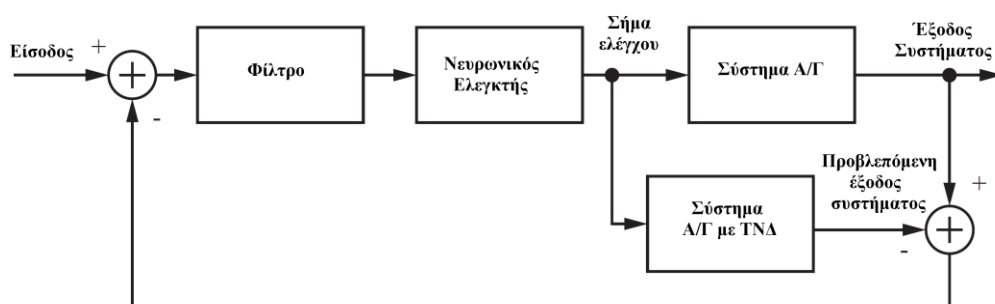 Είσοδος
+
-
Φίλτρο
Νευρωνικός
Ελεγκτής
Σήμα
ελέγχου
Σύστημα Α/Γ
Έξοδος
Συστήματος
Σύστημα
Α/Γ με ΤΝΔ
Προβλεπόμενη
έξοδος
συστήματος
+
-